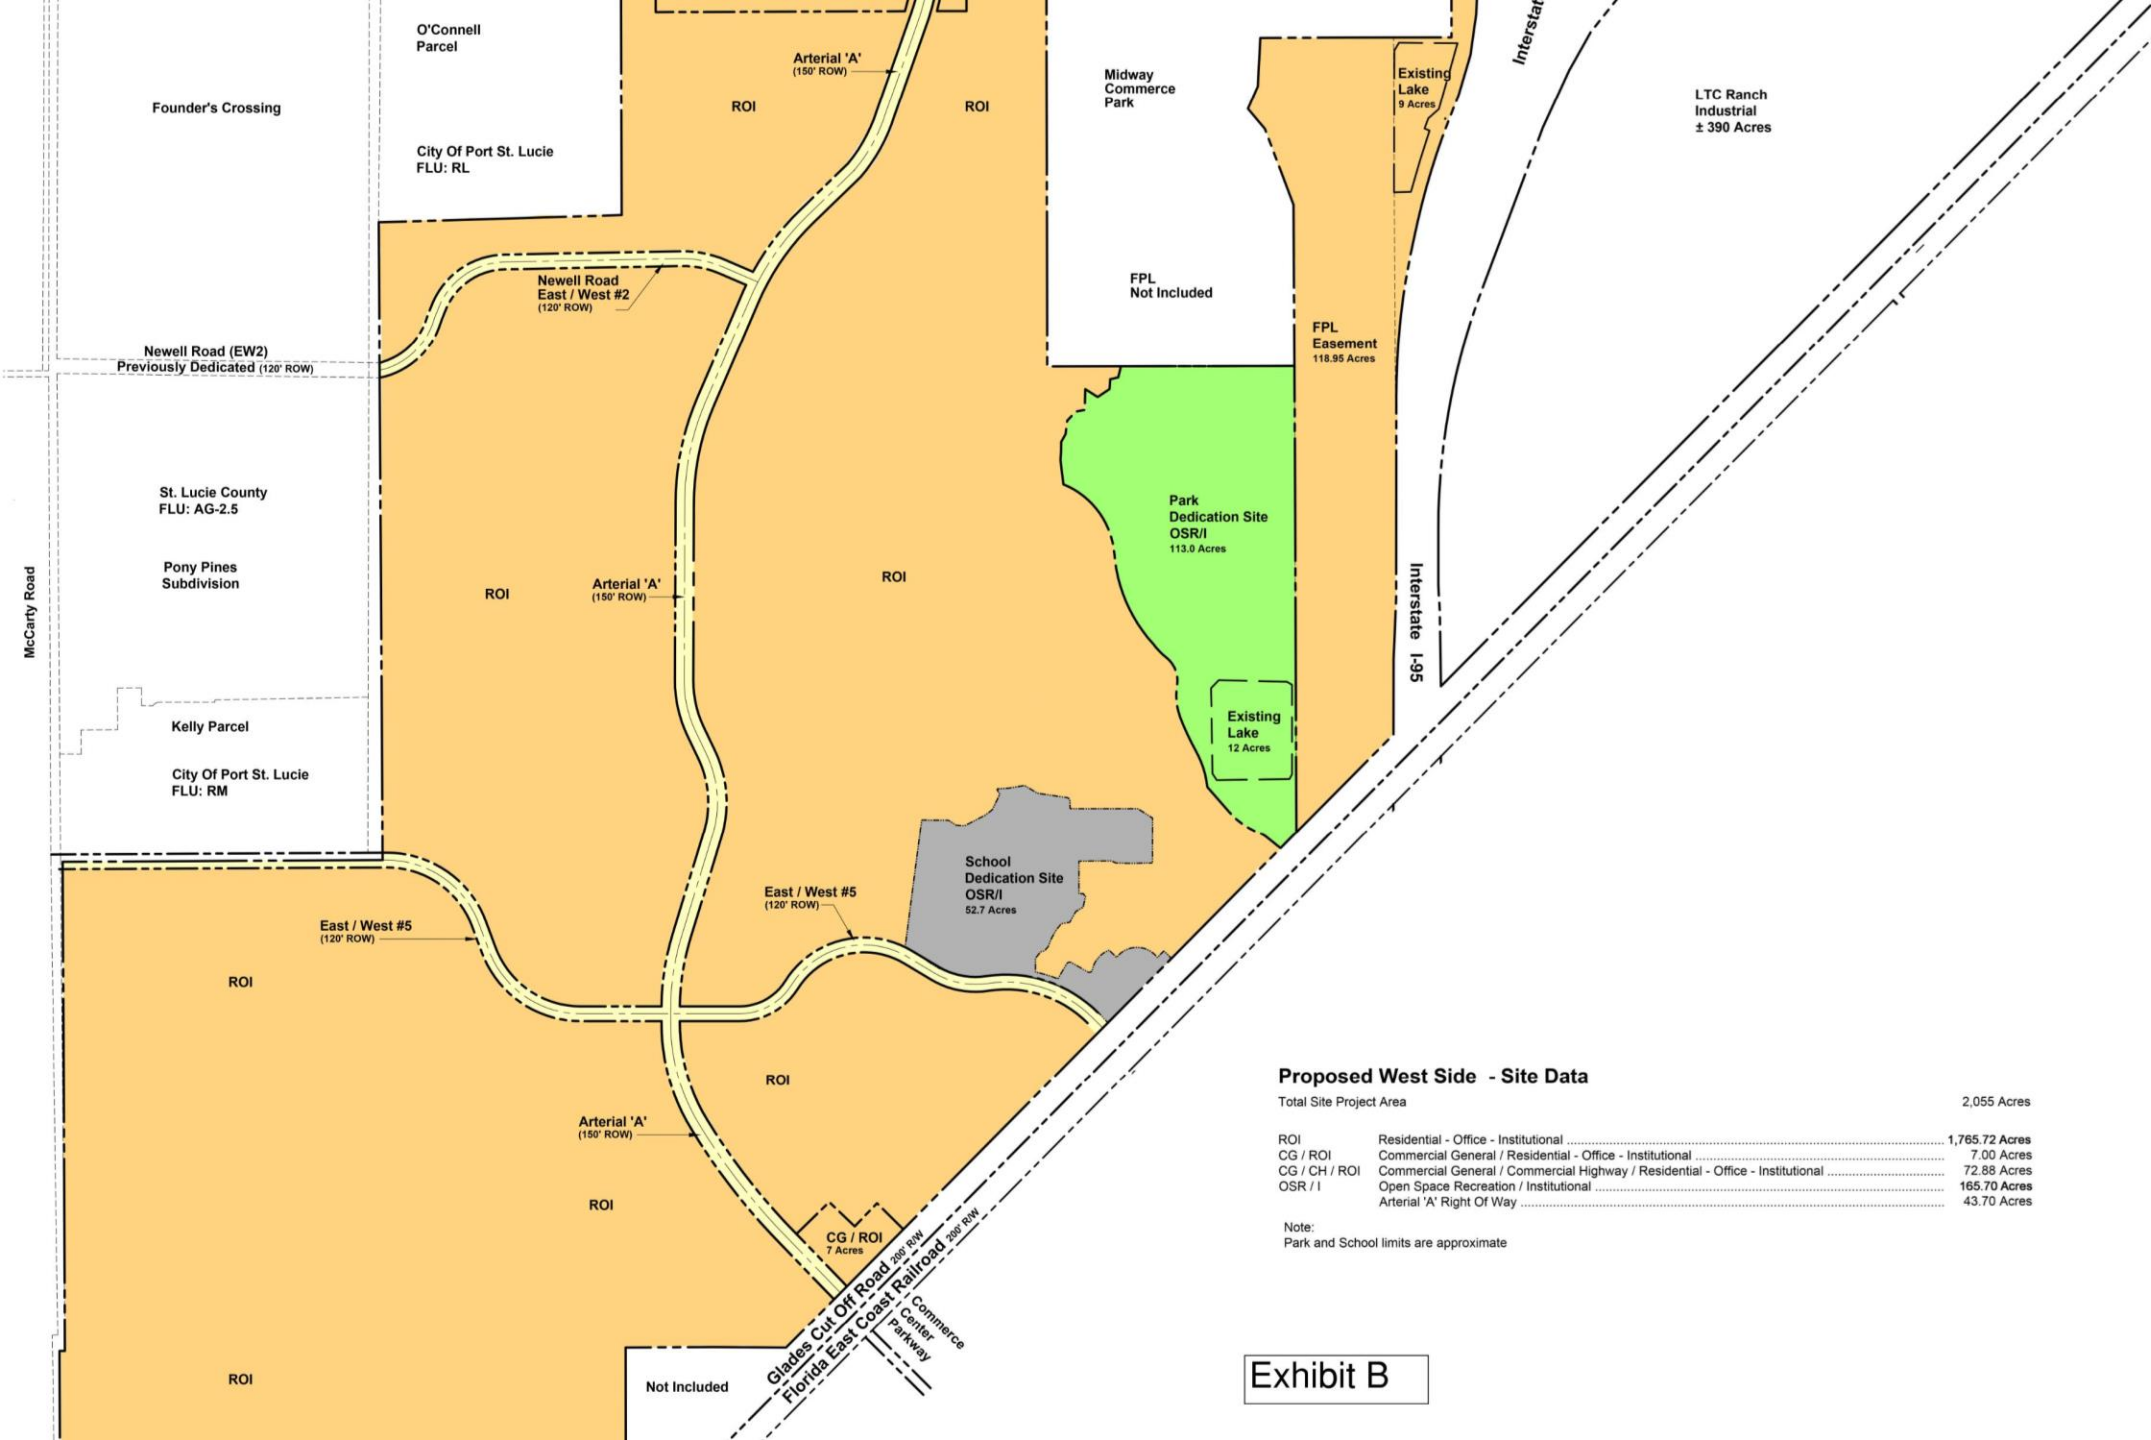 O'Connell
Parcel
Founder's Crossing
City Of Port St. Lucie
FLU: RL
Arterial 'A'
(150' ROW)
ROI
ROI
Midway
Commerce
Park
Existing
Lake
9 Acres
Interstat
LTC Ranch
Industrial
± 390 Acres
Newell Road
East / West #2
(120' ROW)
FPL
Not Included
FPL
Easement
118.95 Acres
Newell Road (EW2)
Previously Dedicated (120' ROW)
St. Lucie County
FLU: AG-2.5
Pony Pines
Subdivision
McCarty Road
ROI
Arterial 'A'
(150' ROW)
ROI
Park
Dedication Site
OSR/I
113.0 Acres
Interstate I-95
Kelly Parcel
City Of Port St. Lucie
FLU: RM
Existing
Lake
12 Acres
East / West #5
(120' ROW)
East / West #5
(120' ROW)
School
Dedication Site
OSR/I
52.7 Acres
ROI
ROI
Arterial 'A'
(150' ROW)
ROI
CG / ROI
7 Acres
Glades Cut Off Road 200' R/W
Florida East Coast Railroad 200' R/W
Commerce
Center
Parkway
ROI
Not Included
Proposed West Side - Site Data
Total Site Project Area 2,055 Acres
ROI Residential - Office - Institutional 1,765.72 Acres
CG / ROI Commercial General / Residential - Office - Institutional 7.00 Acres
CG / CH / ROI Commercial General / Commercial Highway / Residential - Office - Institutional 72.88 Acres
OSR / I Open Space Recreation / Institutional 165.70 Acres
Arterial 'A' Right Of Way 43.70 Acres
Note:
Park and School limits are approximate
Exhibit B